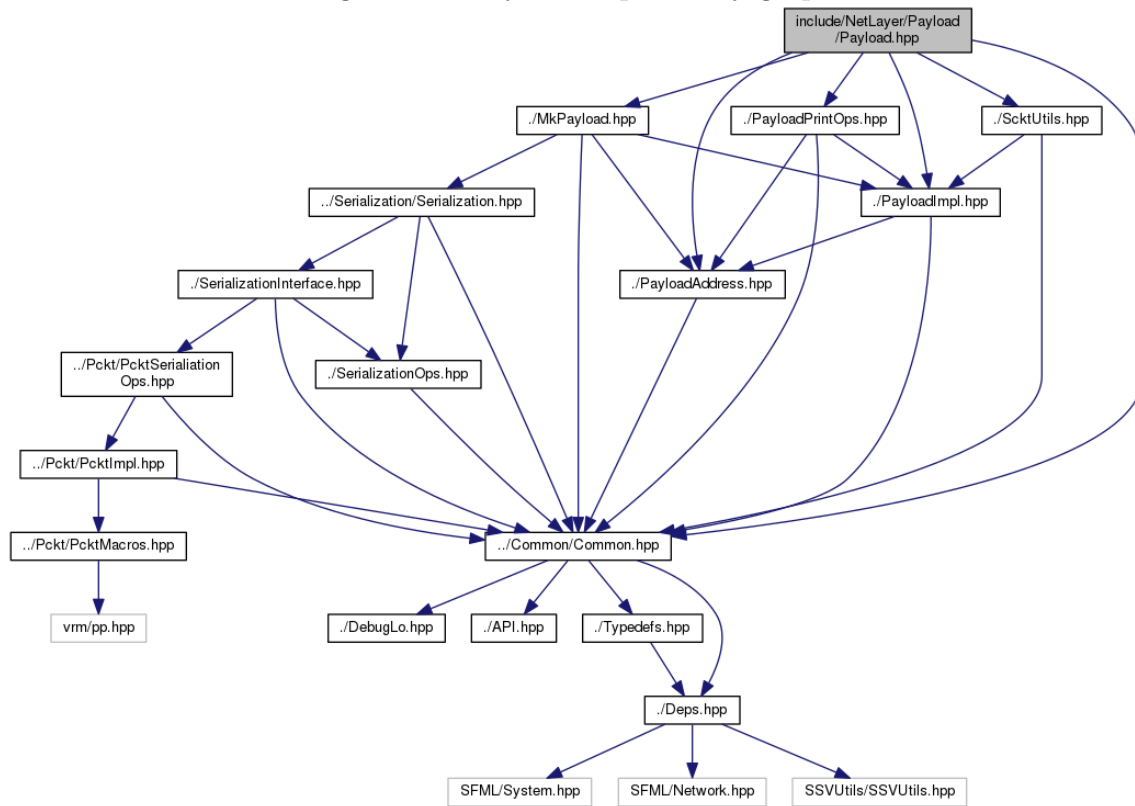 include/NetLayer/Payload
/Payload.hpp
./MkPayload.hpp
./PayloadPrintOps.hpp
./ScktUtils.hpp
../Serialization/Serialization.hpp
./PayloadImpl.hpp
./SerializationInterface.hpp
./PayloadAddress.hpp
../Pckt/PcktSerialiation
Ops.hpp
./SerializationOps.hpp
../Pckt/PcktImpl.hpp
../Pckt/PcktMacros.hpp
../Common/Common.hpp
vrm/pp.hpp
./DebugLo.hpp
./API.hpp
./Typedefs.hpp
./Deps.hpp
SFML/System.hpp
SFML/Network.hpp
SSVUtils/SSVUtils.hpp